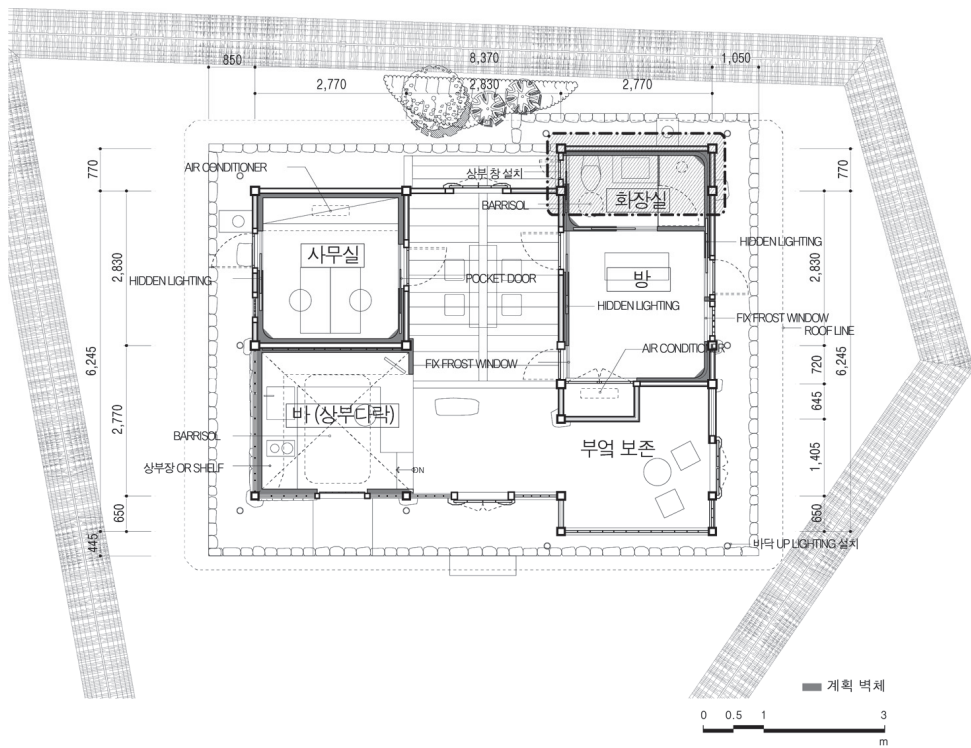 850
8,370
1,050
2,770
2,830
2,770
770
770
AIR CONDITIONER
상부 창 설치
BARRISOL
화장실
사무실
HIDDEN LIGHTING
2,830
2,830
HIDDEN LIGHTING
POCKET DOOR
방
HIDDEN LIGHTING
FIX FROST WINDOW
ROOF LINE
6,245
FIX FROST WINDOW
AIR CONDITIONER
720
6,245
645
2,770
바 (상부다락)
BARRISOL
부엌 보존
1,405
상부장 OR SHELF
DN
650
650
445
바닥 UP LIGHTING 설치
계획 벽체
0 0.5 1 3
m